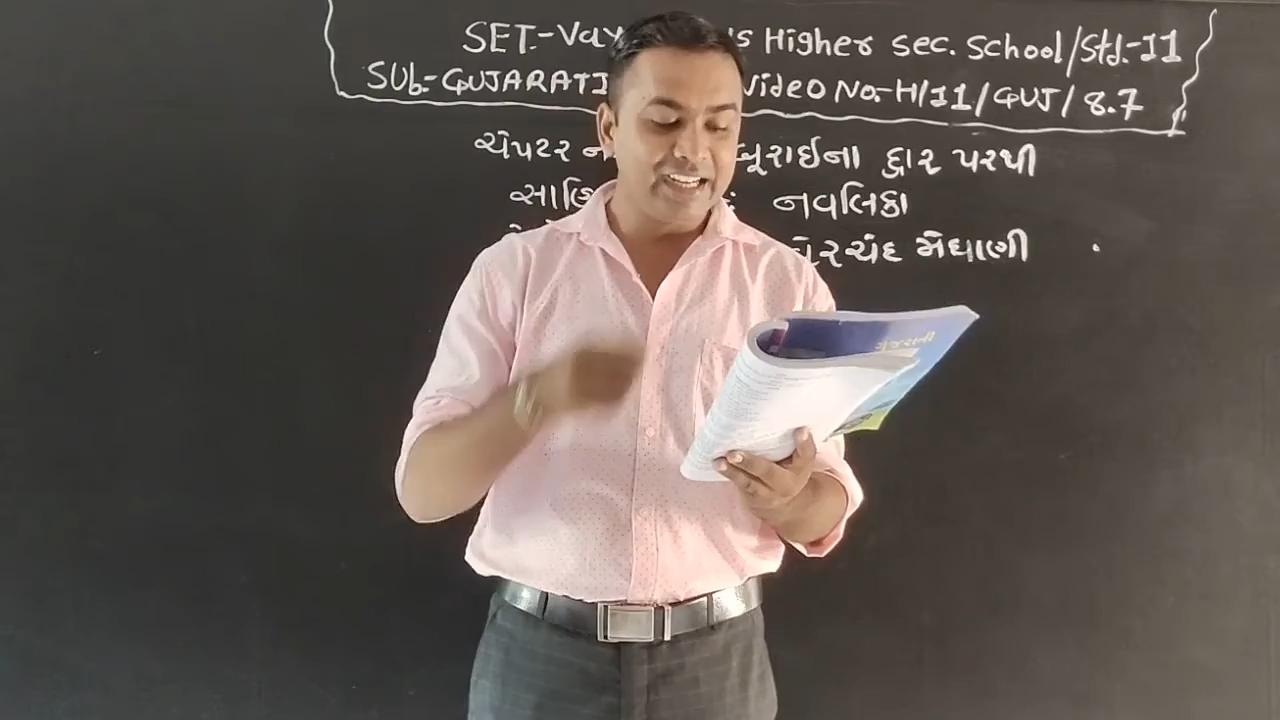 SET.-Vay s Higher sec. School/Std.-11
Sub.-GUJARATI Video No.-H/11/GUJ/8.7
ચેપ્ટર ન બૂરાઈના દ્વાર પરથી
સાહિ નવલિકા
વેરચંદ મેઘાણી
ગુજરાતી